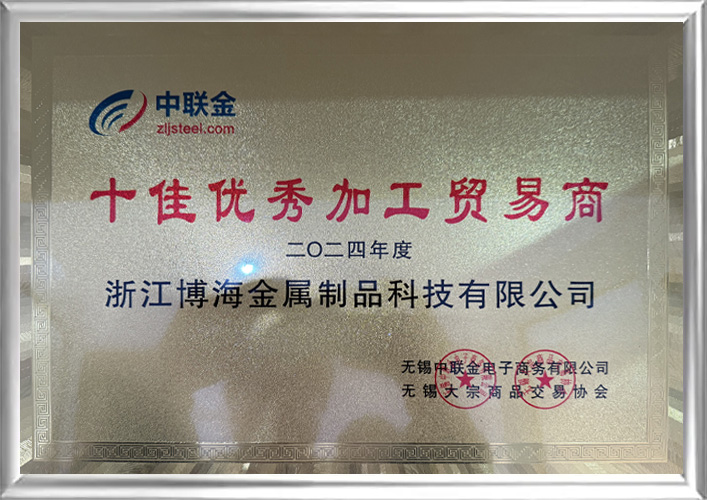 中联金
zljsteel.com
十佳优秀加工贸易商
二〇二四年度
浙江博海金属制品科技有限公司
无锡中联金电子商务有限公司
无锡大宗商品交易协会